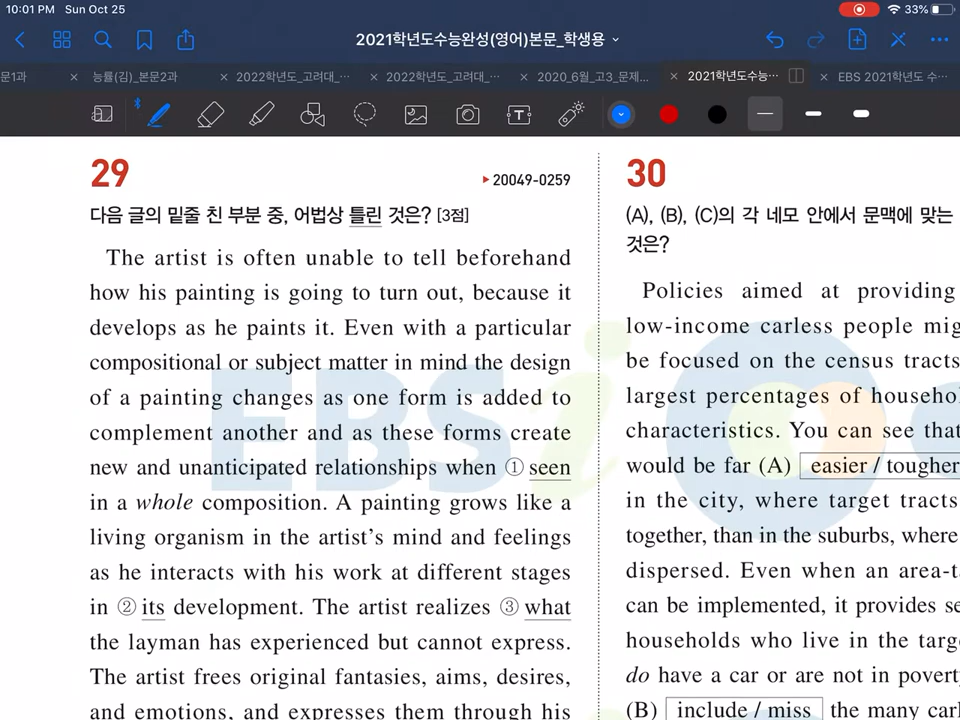 10:01 PM Sun Oct 25
33%
2021학년도수능완성(영어)본문_학생용
문1과
능률(김)_본문2과
2022학년도_고려대_…
2022학년도_고려대_…
2020_6월_고3_문제…
2021학년도수능…
EBS 2021학년도 수…
29
20049-0259
다음 글의 밑줄 친 부분 중, 어법상 틀린 것은? [3점]
The artist is often unable to tell beforehand
how his painting is going to turn out, because it
develops as he paints it. Even with a particular
compositional or subject matter in mind the design
of a painting changes as one form is added to
complement another and as these forms create
new and unanticipated relationships when ① seen
in a whole composition. A painting grows like a
living organism in the artist's mind and feelings
as he interacts with his work at different stages
in ② its development. The artist realizes ③ what
the layman has experienced but cannot express.
The artist frees original fantasies, aims, desires,
and emotions, and expresses them through his
30
(A), (B), (C)의 각 네모 안에서 문맥에 맞는
것은?
Policies aimed at providing
low-income carless people mig
be focused on the census tracts
largest percentages of househol
characteristics. You can see that
would be far (A) easier / tougher
in the city, where target tracts
together, than in the suburbs, where
dispersed. Even when an area-ta
can be implemented, it provides se
households who live in the targe
do have a car or are not in poverty
(B) include / miss the many carl
EBSi